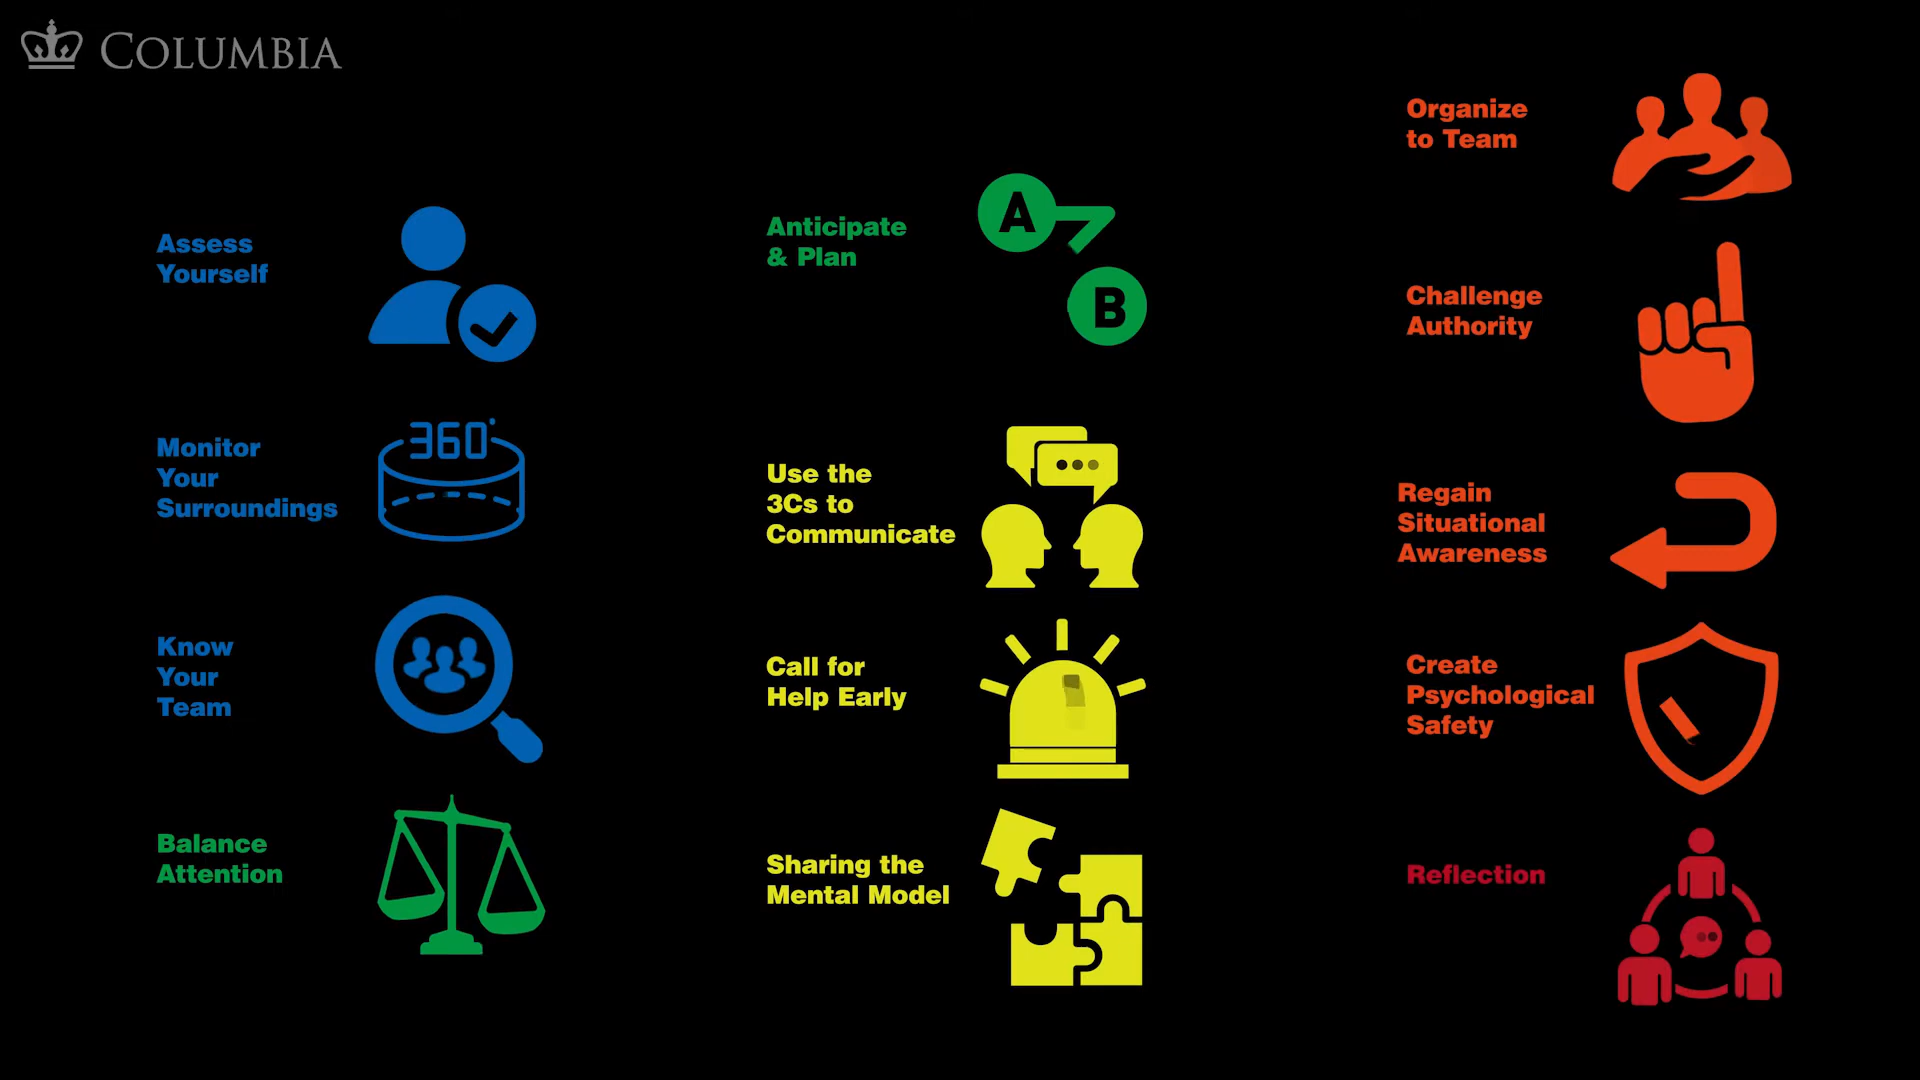 COLUMBIA
Assess
Yourself
Monitor
Your
Surroundings
360°
Know
Your
Team
Balance
Attention
Anticipate
& Plan
A
B
Use the
3Cs to
Communicate
Call for
Help Early
Sharing the
Mental Model
Organize
to Team
Challenge
Authority
Regain
Situational
Awareness
Create
Psychological
Safety
Reflection